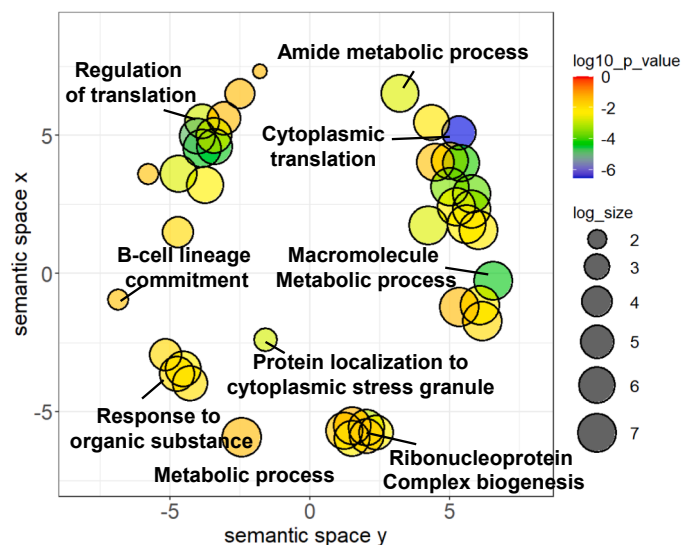 Amide metabolic process
Regulation
of translation
Cytoplasmic
translation
B-cell lineage
commitment
Macromolecule
Metabolic process
Protein localization to
cytoplasmic stress granule
Response to
organic substance
Metabolic process
Ribonucleoprotein
Complex biogenesis
5
0
-5
semantic space x
-5 0 5
semantic space y
log10_p_value
0
-2
-4
-6
log_size
2
3
4
5
6
7